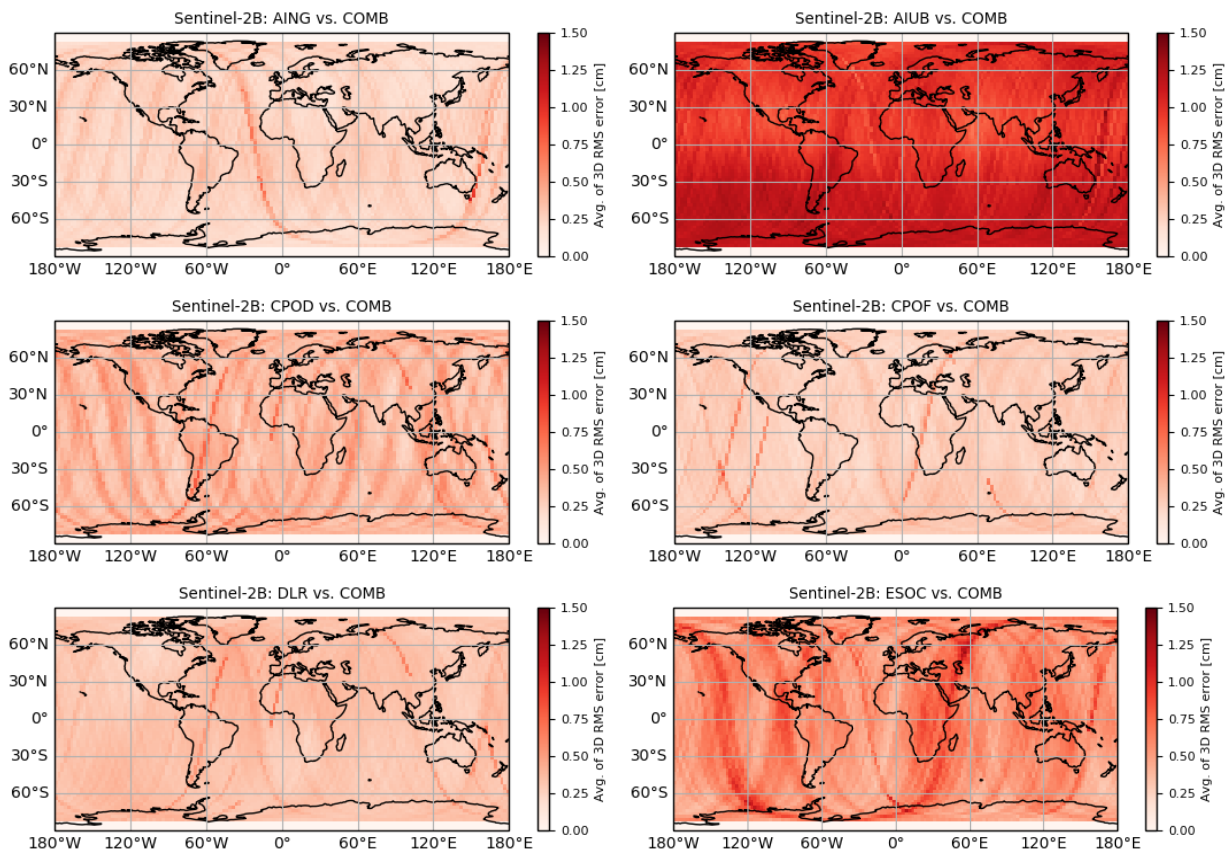 Sentinel-2B: AING vs. COMB
60°N
30°N
0°
30°S
60°S
180°W 120°W 60°W 0° 60°E 120°E 180°E
1.50
1.25
1.00
0.75
0.50
0.25
0.00
Avg. of 3D RMS error [cm]
Sentinel-2B: AIUB vs. COMB
60°N
30°N
0°
30°S
60°S
180°W 120°W 60°W 0° 60°E 120°E 180°E
1.50
1.25
1.00
0.75
0.50
0.25
0.00
Avg. of 3D RMS error [cm]
Sentinel-2B: CPOD vs. COMB
60°N
30°N
0°
30°S
60°S
180°W 120°W 60°W 0° 60°E 120°E 180°E
1.50
1.25
1.00
0.75
0.50
0.25
0.00
Avg. of 3D RMS error [cm]
Sentinel-2B: CPOF vs. COMB
60°N
30°N
0°
30°S
60°S
180°W 120°W 60°W 0° 60°E 120°E 180°E
1.50
1.25
1.00
0.75
0.50
0.25
0.00
Avg. of 3D RMS error [cm]
Sentinel-2B: DLR vs. COMB
60°N
30°N
0°
30°S
60°S
180°W 120°W 60°W 0° 60°E 120°E 180°E
1.50
1.25
1.00
0.75
0.50
0.25
0.00
Avg. of 3D RMS error [cm]
Sentinel-2B: ESOC vs. COMB
60°N
30°N
0°
30°S
60°S
180°W 120°W 60°W 0° 60°E 120°E 180°E
1.50
1.25
1.00
0.75
0.50
0.25
0.00
Avg. of 3D RMS error [cm]